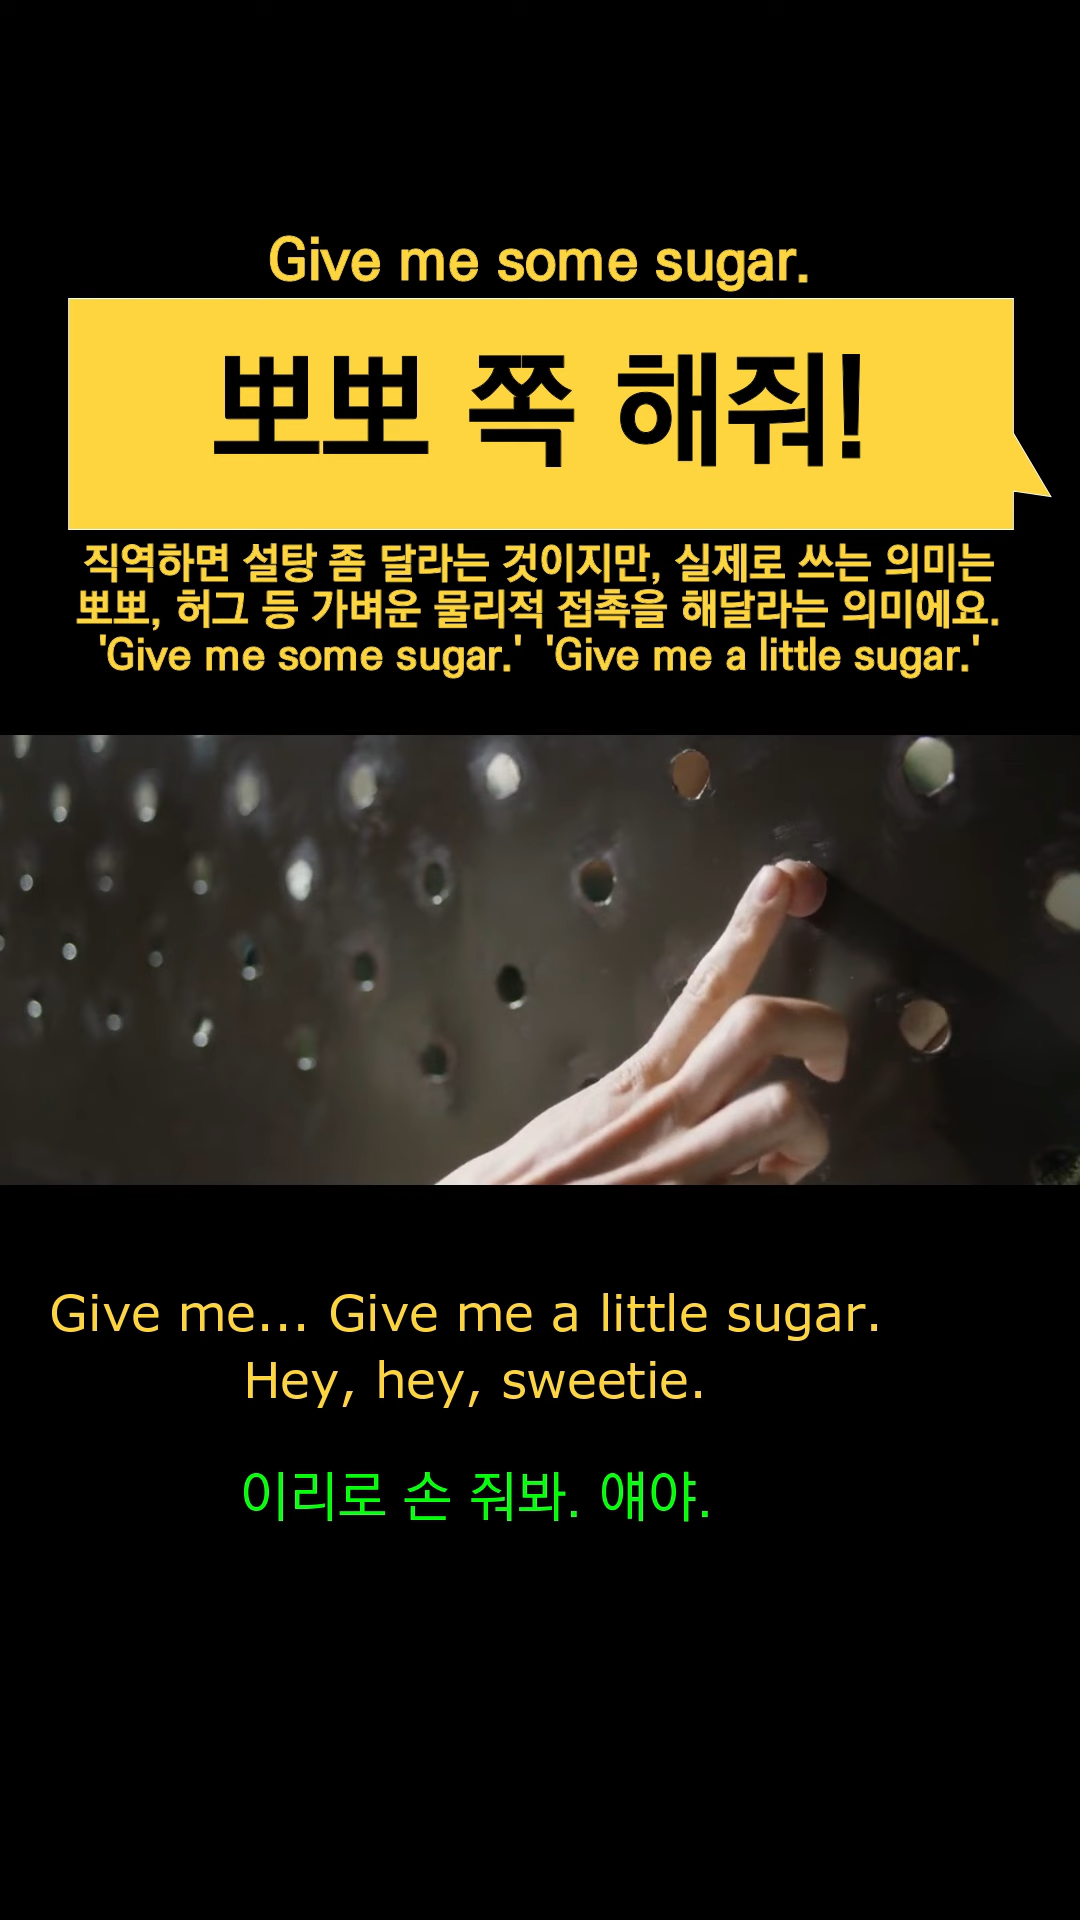 Give me some sugar.
뽀뽀 쪽 해줘!
직역하면 설탕 좀 달라는 것이지만, 실제로 쓰는 의미는
뽀뽀, 허그 등 가벼운 물리적 접촉을 해달라는 의미에요.
'Give me some sugar.' 'Give me a little sugar.'
Give me... Give me a little sugar.
Hey, hey, sweetie.
이리로 손 줘봐. 얘야.